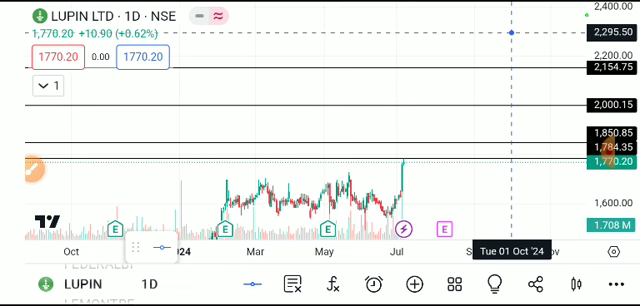 LUPIN LTD · 1D · NSE
1,770.20 +10.90 (+0.62%)
1770.20 0.00 1770.20
1
2,400.00
2,295.50
2,200.00
2,154.75
2,000.15
1,850.85
1,784.35
1,770.20
1,600.00
1.708 M
E E E E
Oct 2024 Mar May Jul Tue 01 Oct '24
LUPIN 1D